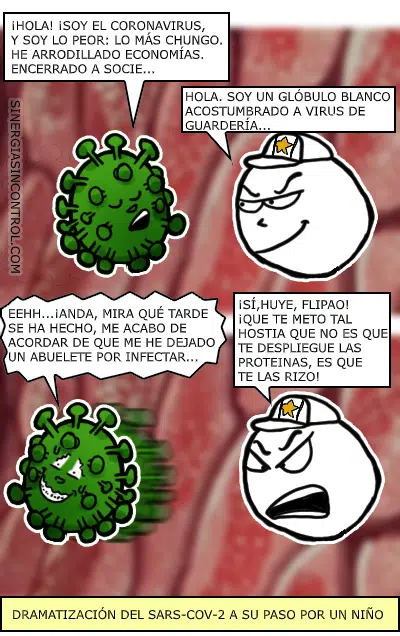 ¡HOLA! ¡SOY EL CORONAVIRUS,
Y SOY LO PEOR: LO MÁS CHUNGO.
HE ARRODILLADO ECONOMÍAS.
ENCERRADO A SOCIE...
HOLA. SOY UN GLÓBULO BLANCO
ACOSTUMBRADO A VIRUS DE
GUARDERÍA...
SINERGIASINCONTROL.COM
EEHH...¡ANDA, MIRA QUÉ TARDE
SE HA HECHO, ME ACABO DE
ACORDAR DE QUE ME HE DEJADO
UN ABUELETE POR INFECTAR...
¡SÍ,HUYE, FLIPAO!
¡QUE TE METO TAL
HOSTIA QUE NO ES QUE
TE DESPLIEGUE LAS
PROTEINAS, ES QUE
TE LAS RIZO!
DRAMATIZACIÓN DEL SARS-COV-2 A SU PASO POR UN NIÑO